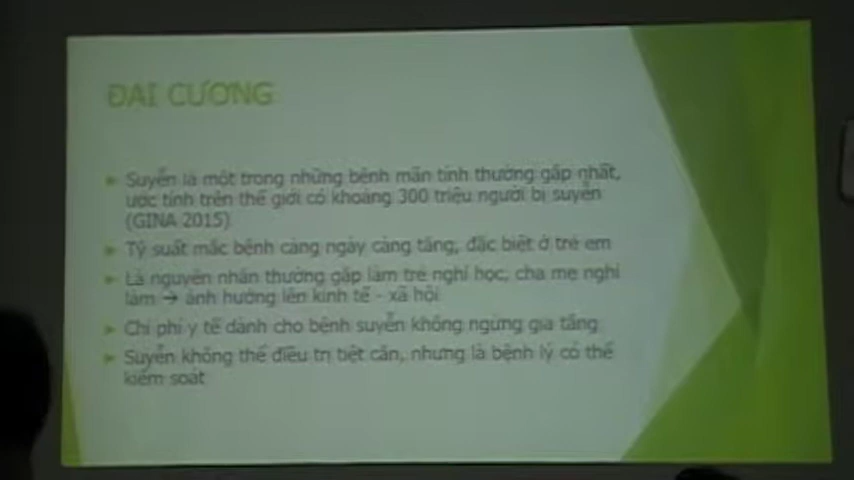 ĐẠI CƯƠNG
Suyễn là một trong những bệnh mãn tính thường gặp nhất,
ước tính trên thế giới có khoảng 300 triệu người bị suyễn
(GINA 2015)
Tỷ suất mắc bệnh càng ngày càng tăng, đặc biệt ở trẻ em
Là nguyên nhân thường gặp làm trẻ nghỉ học, cha mẹ nghỉ
làm → ảnh hưởng lên kinh tế - xã hội
Chi phí y tế dành cho bệnh suyễn không ngừng gia tăng
Suyễn không thể điều trị tiệt căn, nhưng là bệnh lý có thể
kiểm soát